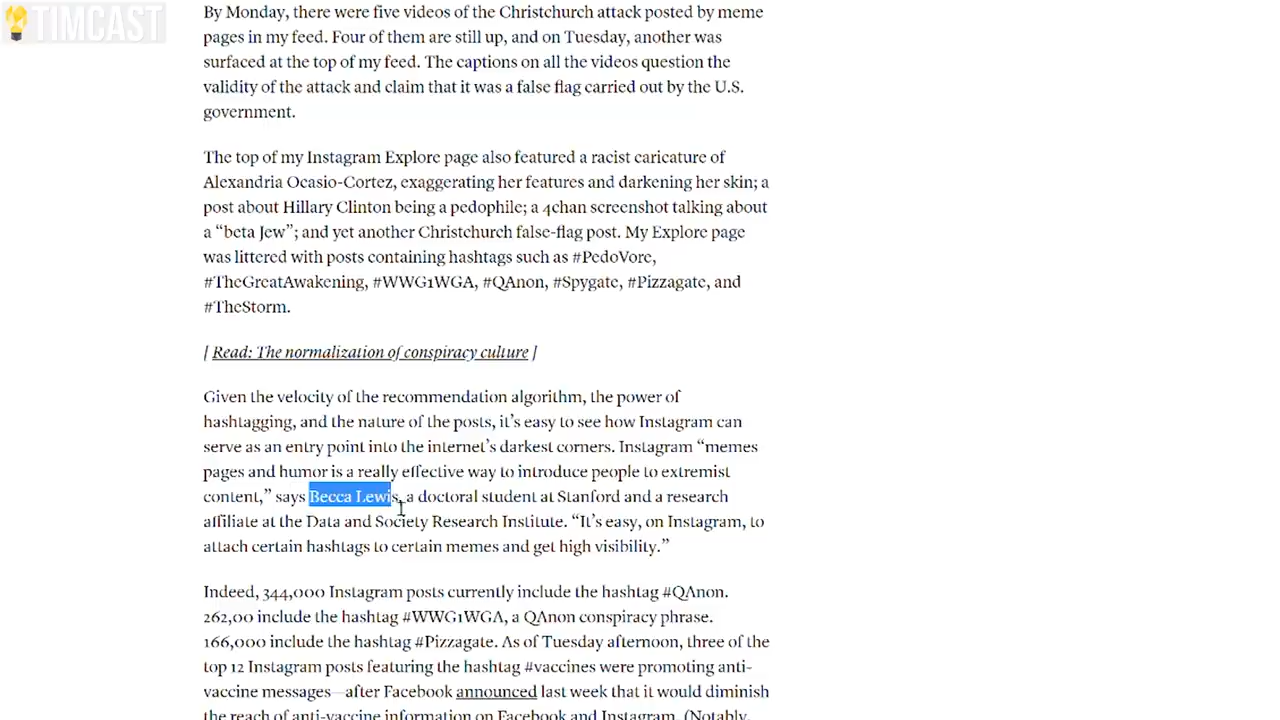 TIMCAST
By Monday, there were five videos of the Christchurch attack posted by meme
pages in my feed. Four of them are still up, and on Tuesday, another was
surfaced at the top of my feed. The captions on all the videos question the
validity of the attack and claim that it was a false flag carried out by the U.S.
government.
The top of my Instagram Explore page also featured a racist caricature of
Alexandria Ocasio-Cortez, exaggerating her features and darkening her skin; a
post about Hillary Clinton being a pedophile; a 4chan screenshot talking about
a “beta Jew”; and yet another Christchurch false-flag post. My Explore page
was littered with posts containing hashtags such as #PedoVore,
#TheGreatAwakening, #WWG1WGA, #QAnon, #Spygate, #Pizzagate, and
#TheStorm.
[ Read: The normalization of conspiracy culture ]
Given the velocity of the recommendation algorithm, the power of
hashtagging, and the nature of the posts, it’s easy to see how Instagram can
serve as an entry point into the internet’s darkest corners. Instagram “memes
pages and humor is a really effective way to introduce people to extremist
content,” says Becca Lewis, a doctoral student at Stanford and a research
affiliate at the Data and Society Research Institute. “It’s easy, on Instagram, to
attach certain hashtags to certain memes and get high visibility.”
Indeed, 344,000 Instagram posts currently include the hashtag #QAnon.
262,00 include the hashtag #WWG1WGA, a QAnon conspiracy phrase.
166,000 include the hashtag #Pizzagate. As of Tuesday afternoon, three of the
top 12 Instagram posts featuring the hashtag #vaccines were promoting anti-
vaccine messages—after Facebook announced last week that it would diminish
the reach of anti-vaccine information on Facebook and Instagram. (Notably,